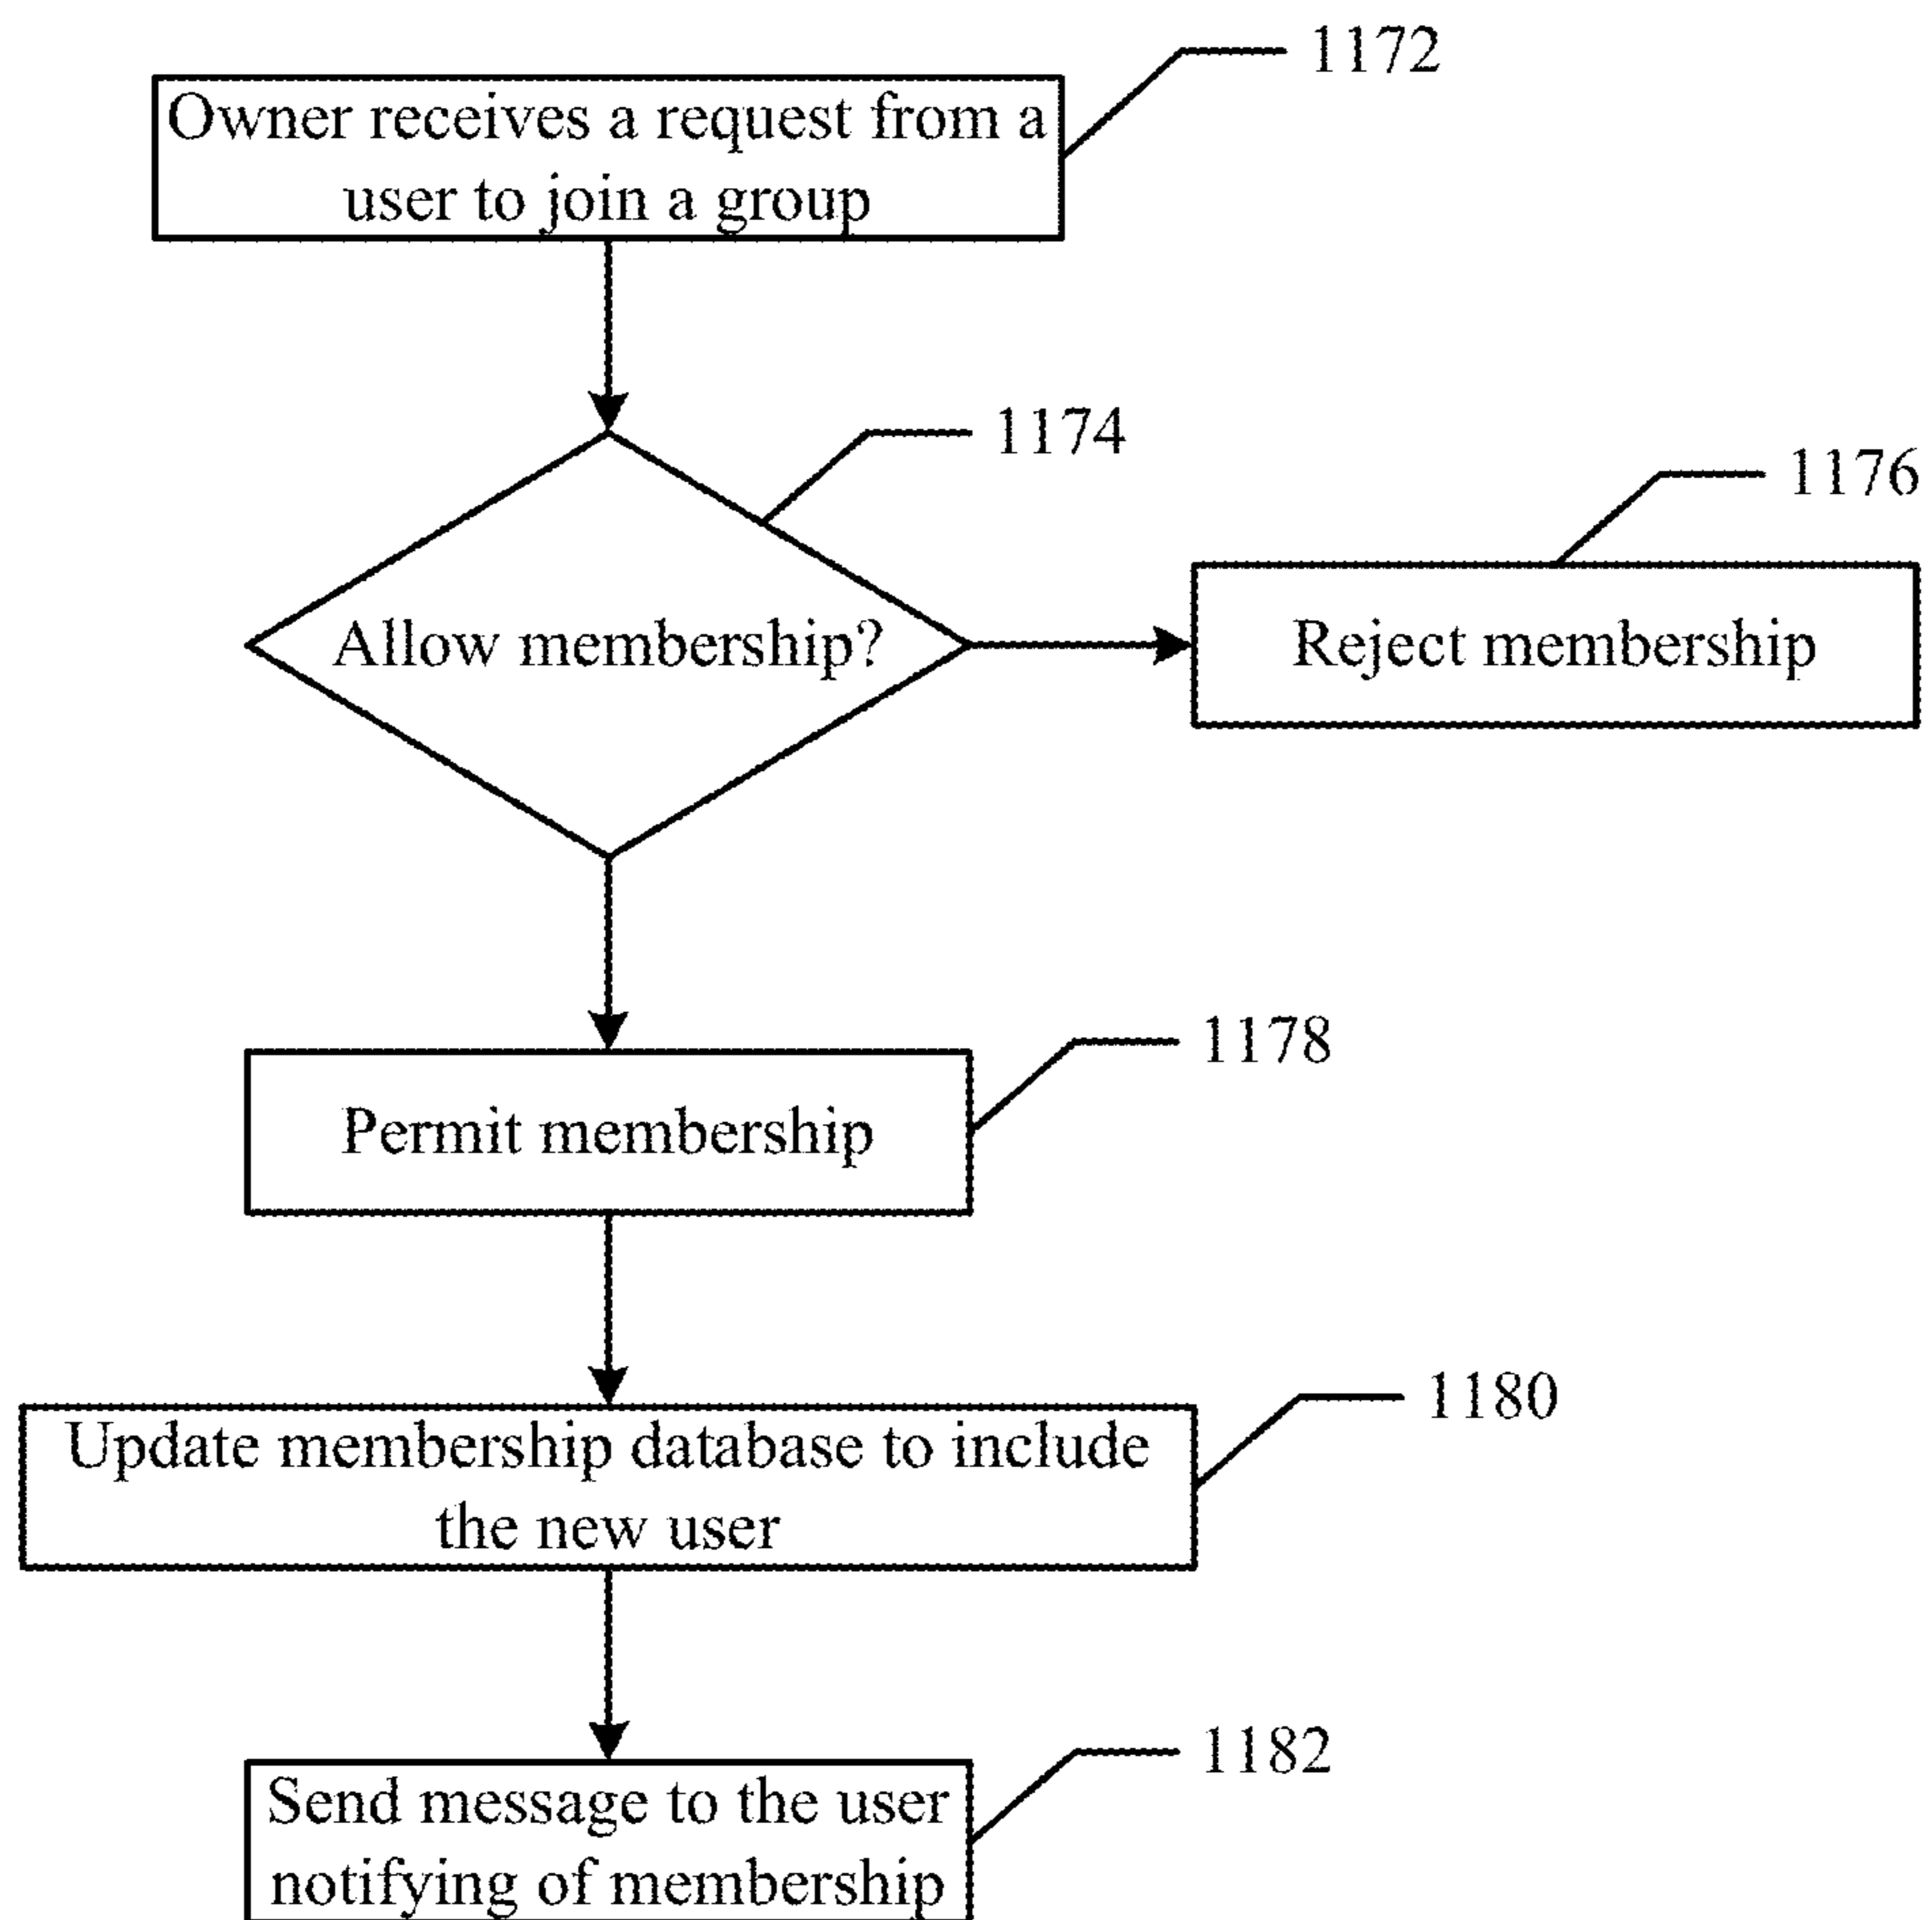 1172
Owner receives a request from a
user to join a group
1174
1176
Allow membership?
Reject membership
1178
Permit membership
1180
Update membership database to include
the new user
1182
Send message to the user
notifying of membership